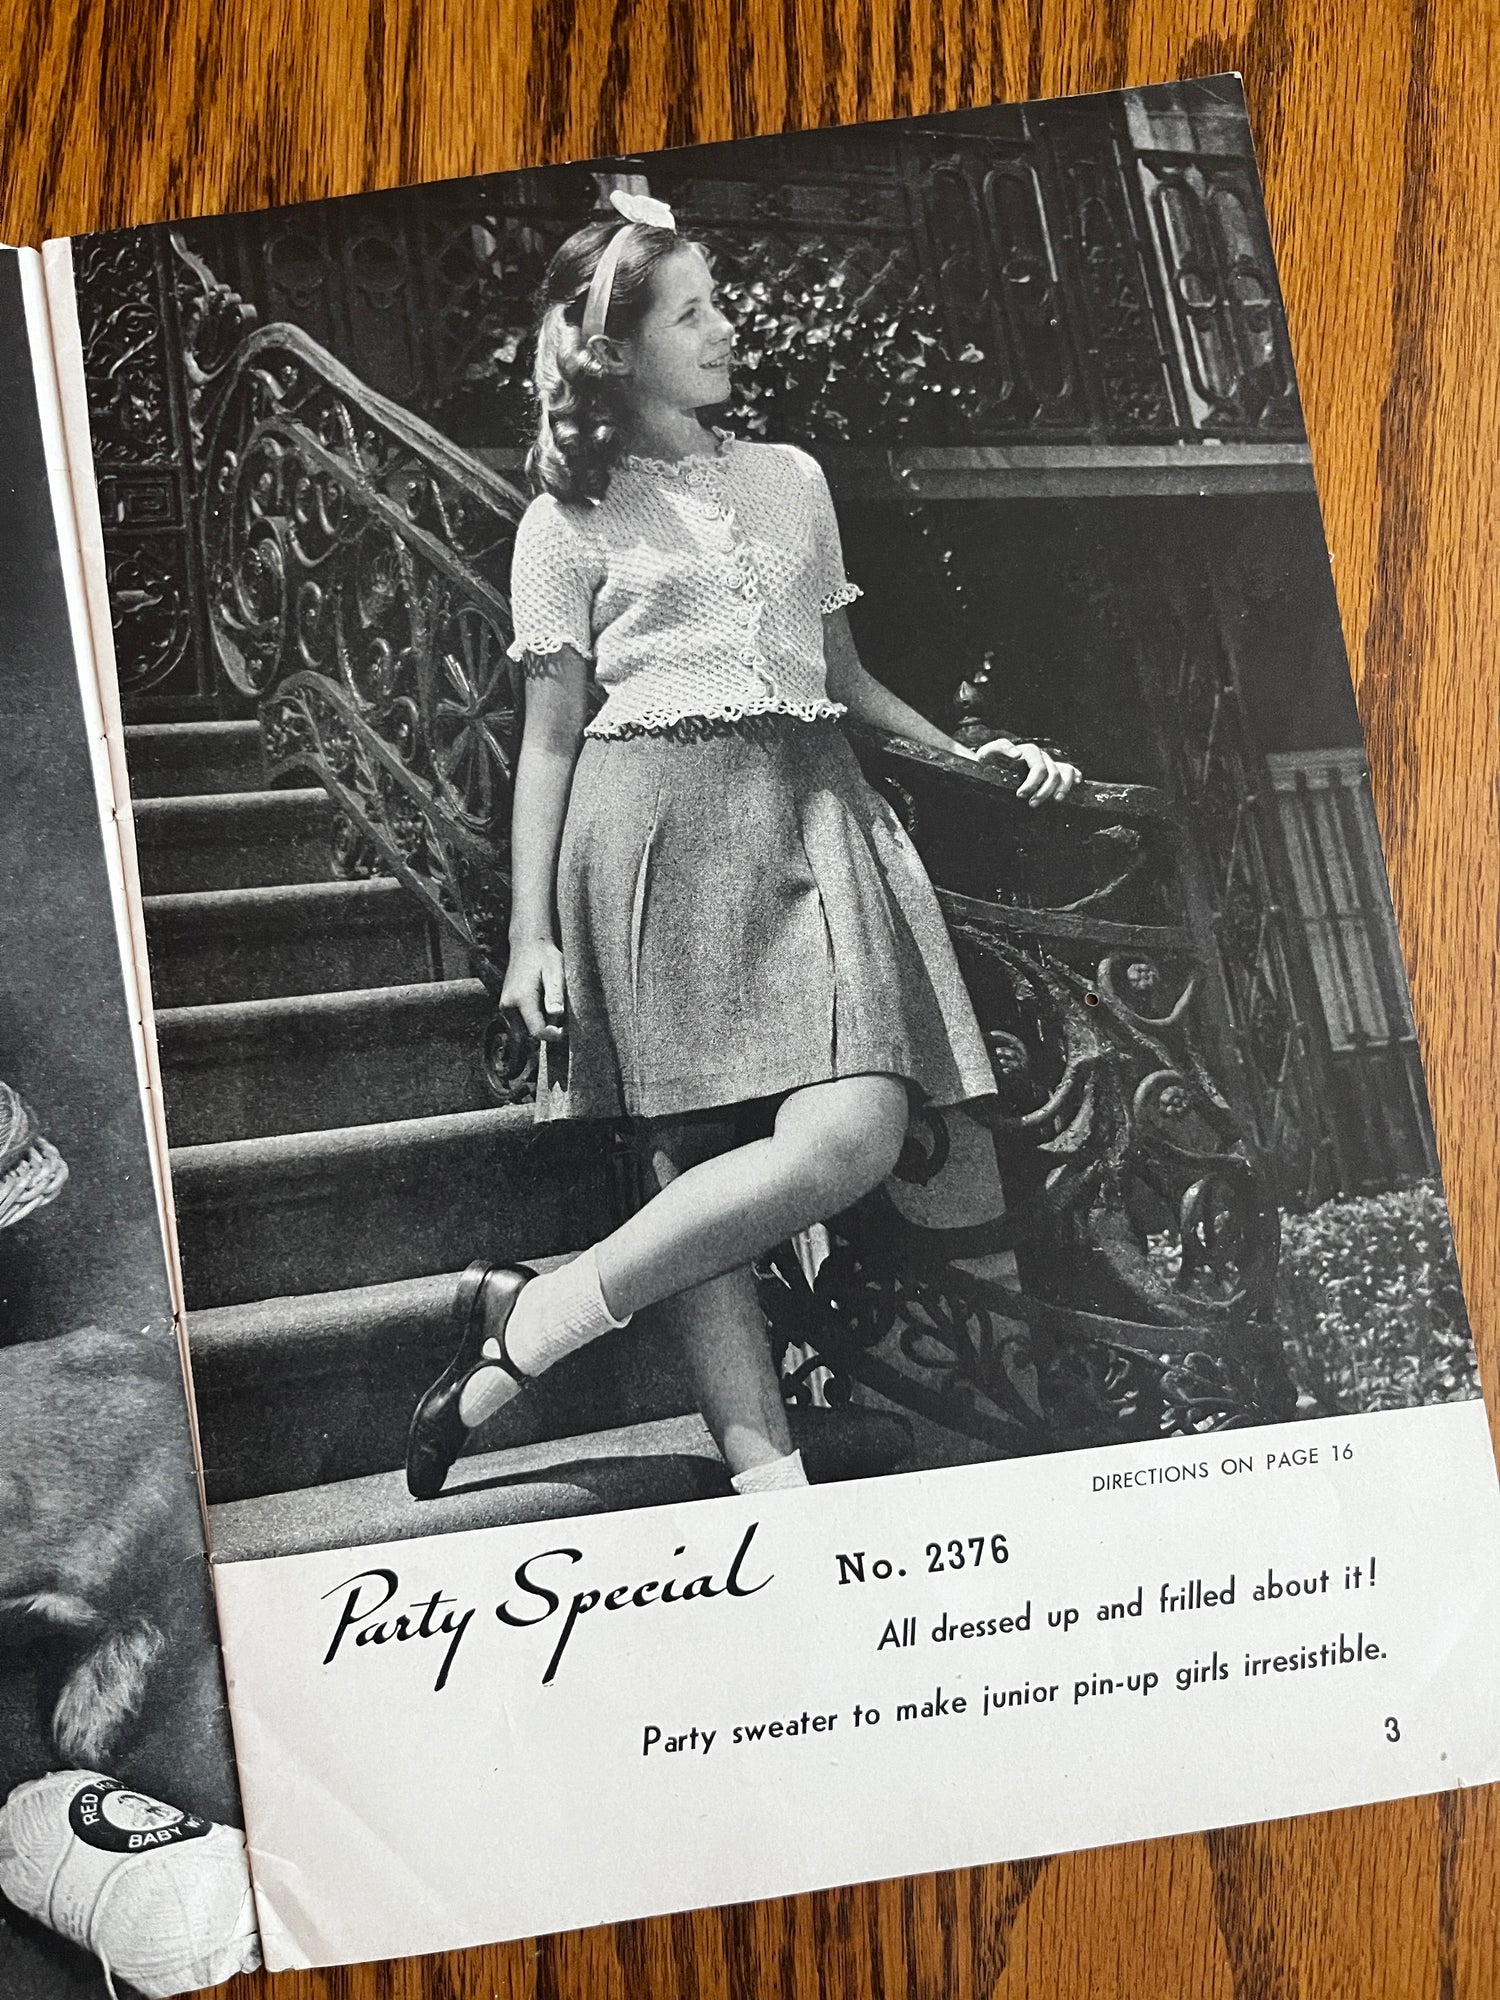 DIRECTIONS ON PAGE 16
Party Special No. 2376
All dressed up and frilled about it!
Party sweater to make junior pin-up girls irresistible.
3
RED
BABY